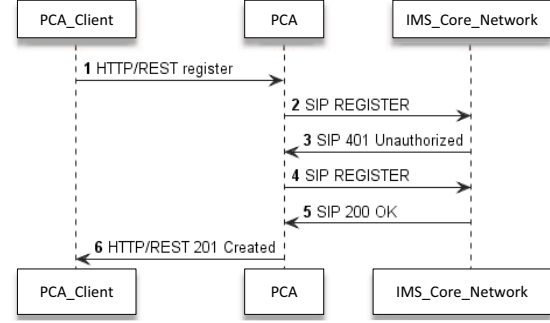 PCA_Client PCA IMS_Core_Network
1 HTTP/REST register
2 SIP REGISTER
3 SIP 401 Unauthorized
4 SIP REGISTER
5 SIP 200 OK
6 HTTP/REST 201 Created
PCA_Client PCA IMS_Core_Network